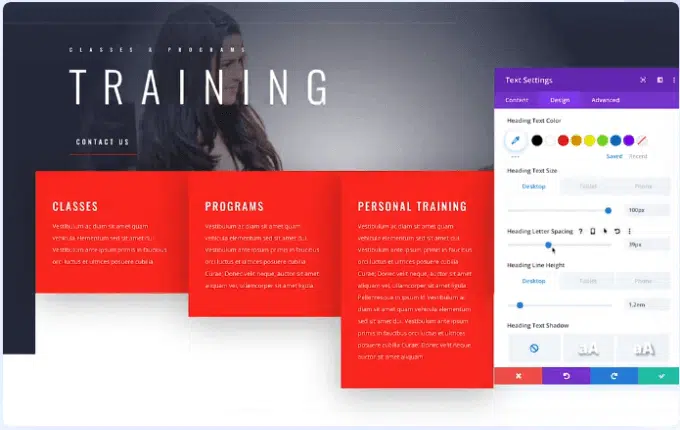 CLASSES & PROGRAMS
TRAINING
CONTACT US
CLASSES
Vestibulum ac diam sit amet quam
vehicula elementum sed sit amet dui.
Vestibulum ante ipsum primis in faucibus
orci luctus et ultrices posuere cubilia
PROGRAMS
Vestibulum ac diam sit amet quam
vehicula elementum sed sit amet dui.
Vestibulum ante ipsum primis in faucibus
orci luctus et ultrices posuere cubilia
Curae; Donec velit neque, auctor sit amet
aliquam vel, ullamcorper sit amet ligula.
PERSONAL TRAINING
Vestibulum ac diam sit amet quam
vehicula elementum sed sit amet dui.
Vestibulum ante ipsum primis in faucibus
orci luctus et ultrices posuere cubilia
Curae; Donec velit neque, auctor sit amet
aliquam vel, ullamcorper sit amet ligula.
Pellentesque in ipsum id
Vestibulum ac
diam sit amet quam vehicula elementum
sed sit amet dui. Vestibulum ante ipsum
primis in faucibus orci luctus et ultrices
posuere cubilia Curae; Donec velit neque
auctor sit amet aliquam
Text Settings
Content Design Advanced
Heading Text Color
Saved Recent
Heading Text Size
Desktop Tablet Phone
100px
Heading Letter Spacing ?
39px
Heading Line Height
Desktop Tablet Phone
1.2em
Heading Text Shadow
aA aA